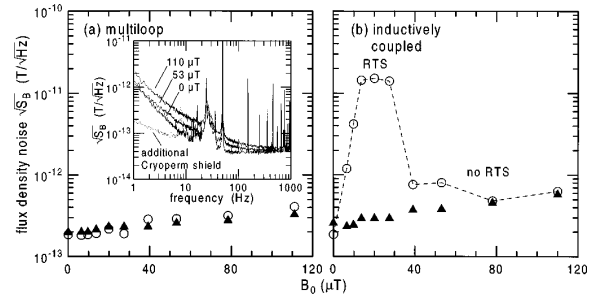 (a) multiloop
(b) inductively
coupled
flux density noise √S_B (T/√Hz)
10^-10
10^-11
10^-12
10^-13
√S_B (T/√Hz)
10^-11
10^-12
10^-13
10^-14
110 μT
53 μT
0 μT
additional
Cryoperm shield
1 10 100 1000
frequency (Hz)
RTS
no RTS
0 40 80 120
0 40 80 120
B_0 (μT)